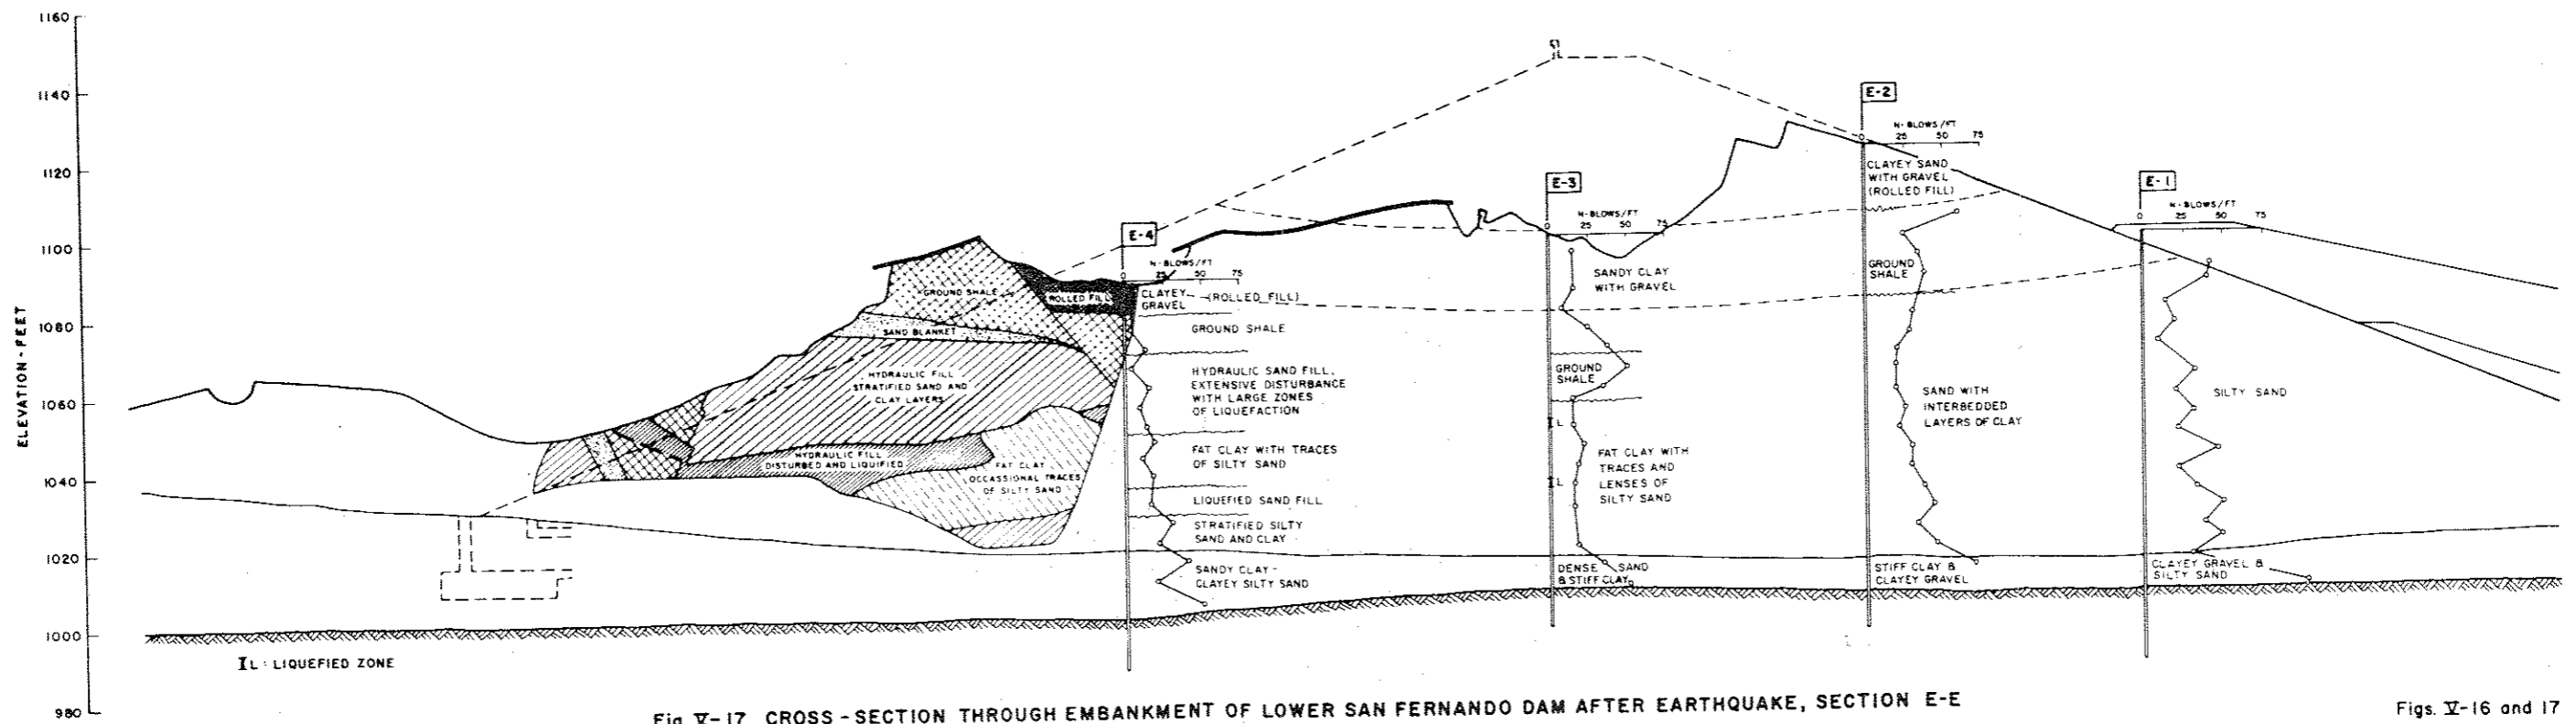 1160
1140
1120
1100
1080
1060
1040
1020
1000
980
ELEVATION - FEET
GROUND SHALE
ROLLED FILL
SAND BLANKET
HYDRAULIC FILL
STRATIFIED SAND AND
CLAY LAYERS
HYDRAULIC FILL
DISTURBED AND LIQUIFIED
FAT CLAY
OCCASSIONAL TRACES
OF SILTY SAND
E-4
N-BLOWS/FT
0 25 50 75
CLAYEY
GRAVEL
(ROLLED FILL)
GROUND SHALE
HYDRAULIC SAND FILL,
EXTENSIVE DISTURBANCE
WITH LARGE ZONES
OF LIQUEFACTION
FAT CLAY WITH TRACES
OF SILTY SAND
LIQUEFIED SAND FILL
STRATIFIED SILTY
SAND AND CLAY
SANDY CLAY -
CLAYEY SILTY SAND
E-3
N-BLOWS/FT
0 25 50 75
SANDY CLAY
WITH GRAVEL
GROUND
SHALE
IL
FAT CLAY WITH
TRACES AND
LENSES OF
SILTY SAND
IL
DENSE SAND
& STIFF CLAY
E-2
N-BLOWS/FT
0 25 50 75
CLAYEY SAND
WITH GRAVEL
(ROLLED FILL)
GROUND
SHALE
SAND WITH
INTERBEDDED
LAYERS OF CLAY
STIFF CLAY &
CLAYEY GRAVEL
E-1
N-BLOWS/FT
0 25 50 75
SILTY SAND
CLAYEY GRAVEL &
SILTY SAND
IL : LIQUEFIED ZONE
Fig. V-17 CROSS-SECTION THROUGH EMBANKMENT OF LOWER SAN FERNANDO DAM AFTER EARTHQUAKE, SECTION E-E
Figs. V-16 and 17